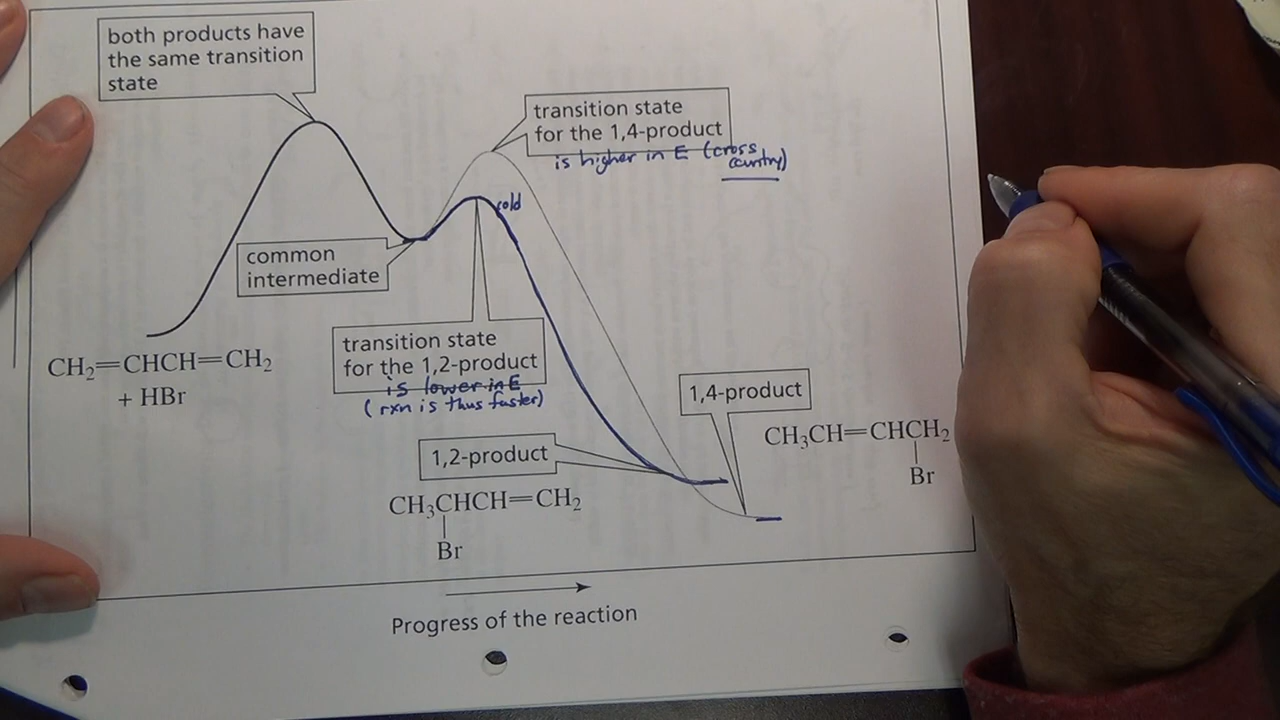 both products have
the same transition
state
transition state
for the 1,4-product
is higher in E (cross
country)
cold
common
intermediate
CH₂=CHCH=CH₂
+ HBr
transition state
for the 1,2-product
is lower in E
(rxn is thus faster)
1,4-product
CH₃CH=CHCH₂
Br
1,2-product
CH₃CHCH=CH₂
Br
Progress of the reaction